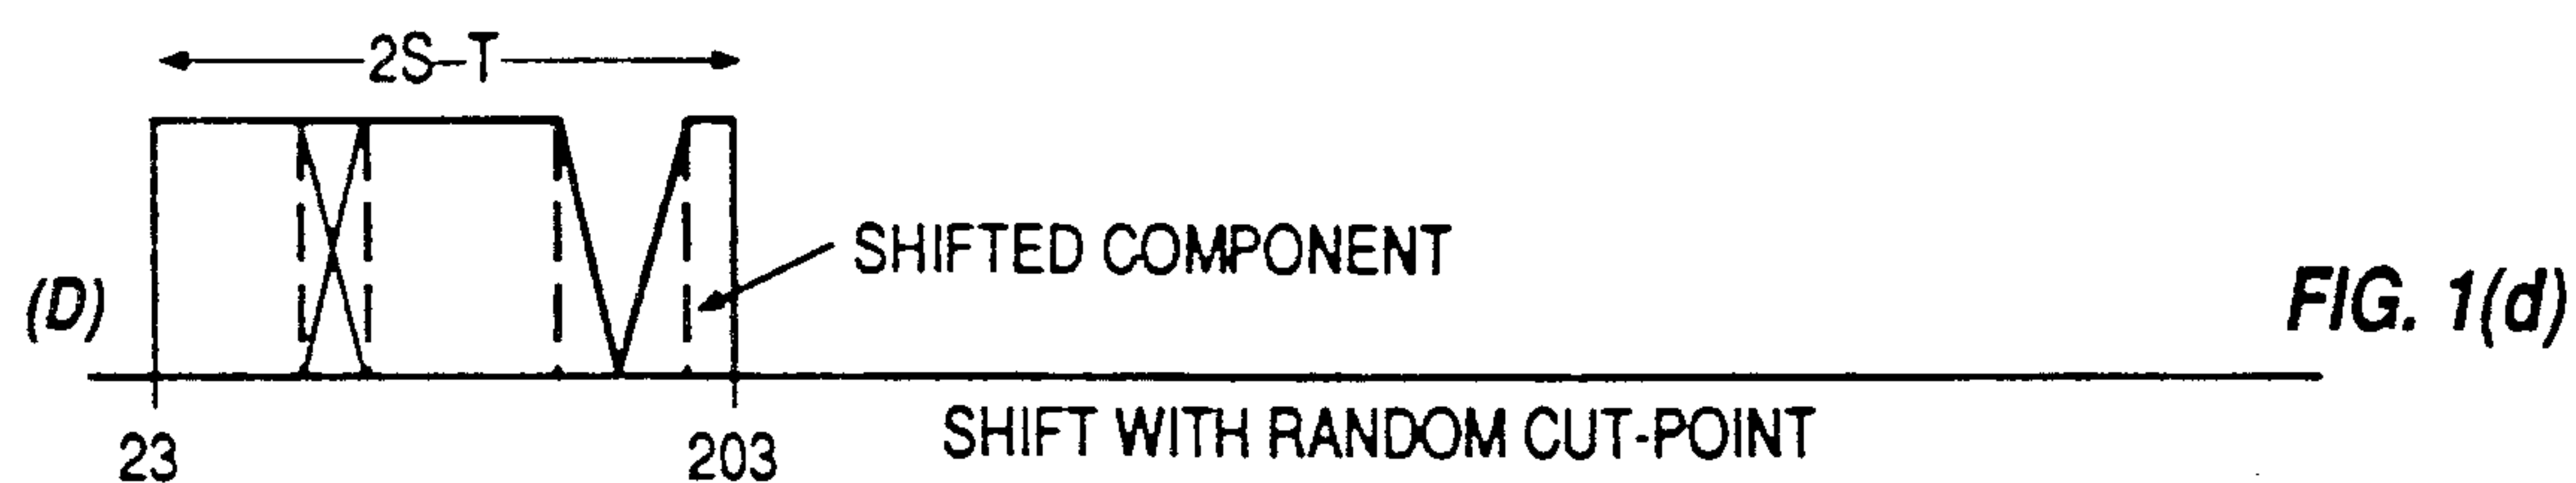 2S-T
SHIFTED COMPONENT
(D)
FIG. 1(d)
23
203
SHIFT WITH RANDOM CUT-POINT